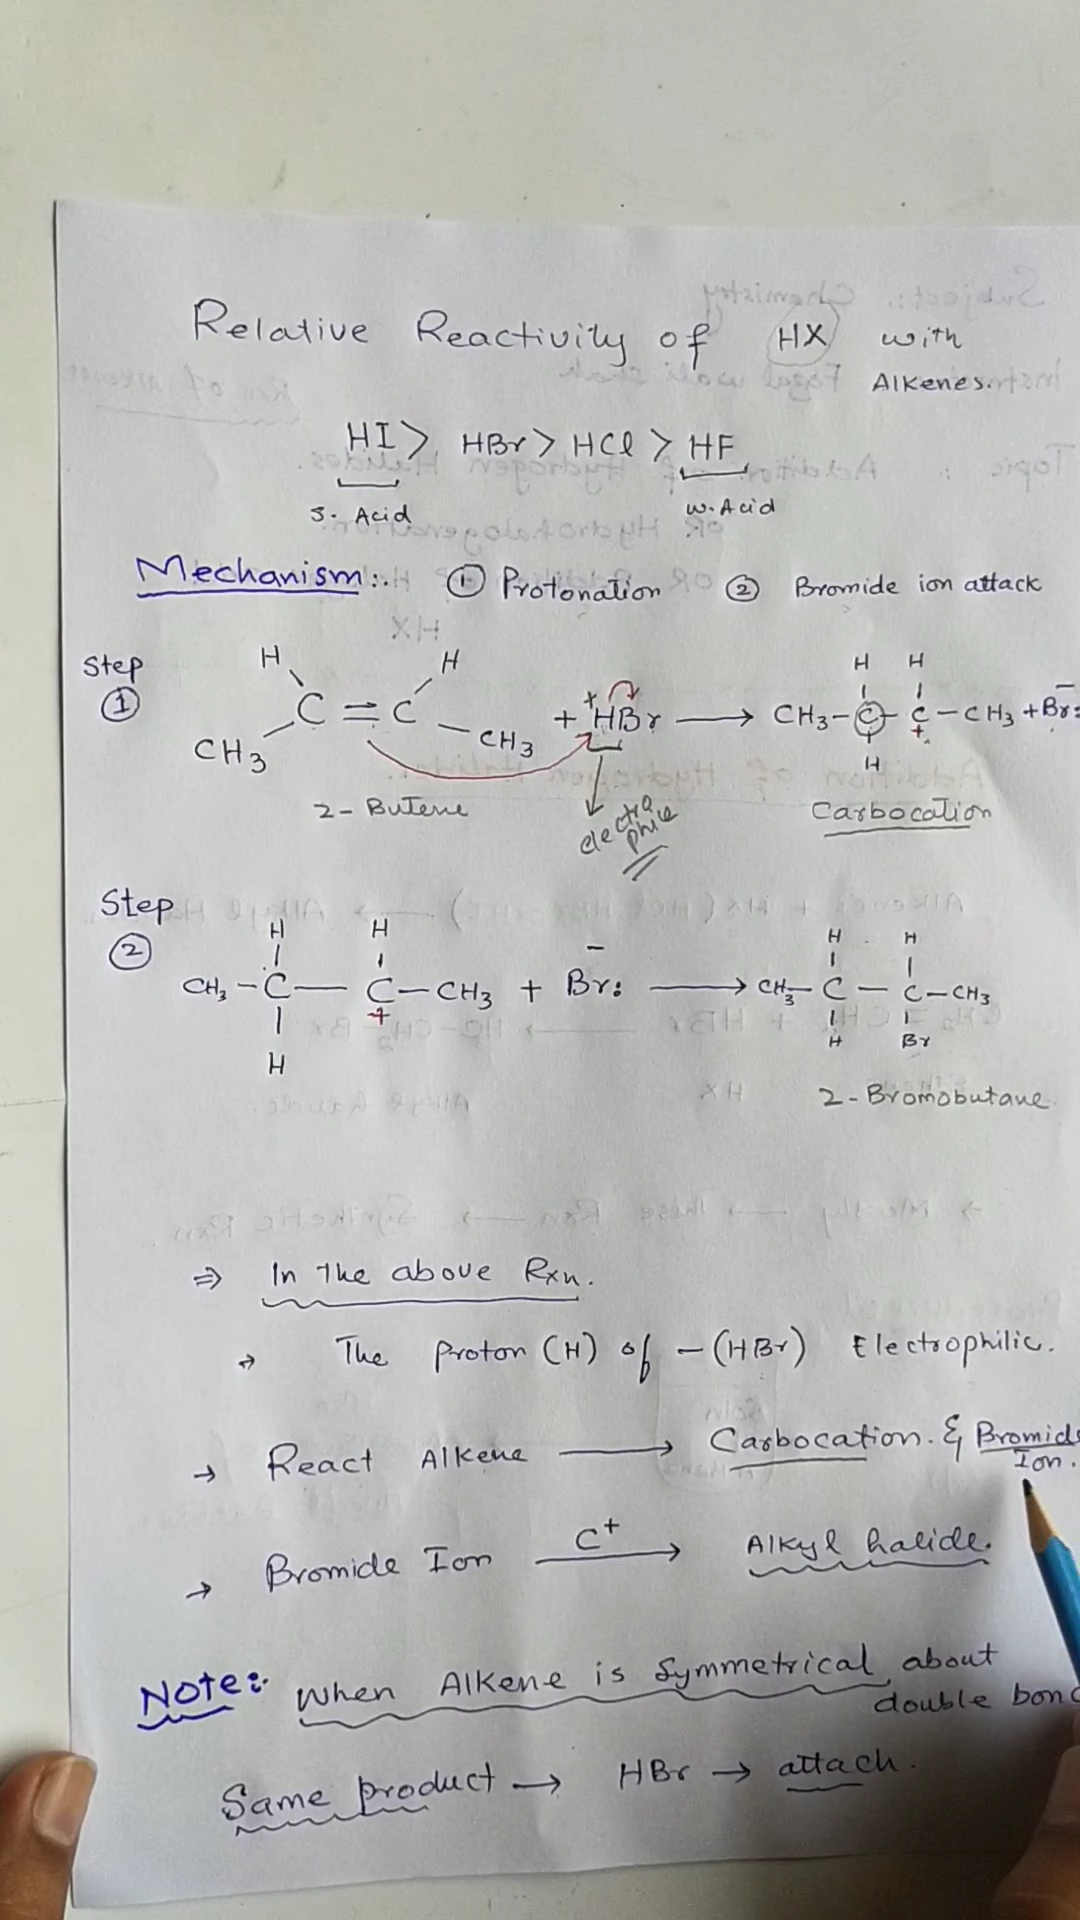 Relative Reactivity of HX with
Alkenes.
HI > HBr > HCl > HF
S. Acid W. Acid
Mechanism:. ① Protonation ② Bromide ion attack
Step
①
H H
C = C
CH3 CH3
+ HBr ⟶ CH3-C-C-CH3 + Br:
H H
H
+
2-Butene
electrophile
Carbocation
Step
②
H H
CH3-C-C-CH3 + Br: ⟶ CH3-C-C-CH3
+
H
H H
H Br
2-Bromobutane
⇒ In the above Rxn.
→ The Proton (H) of - (HBr) Electrophilic.
→ React Alkene ⟶ Carbocation. & Bromide
Ion.
→ Bromide Ion C+ ⟶ Alkyl halide.
Note:. When Alkene is Symmetrical about
double bond
Same product → HBr → attach.